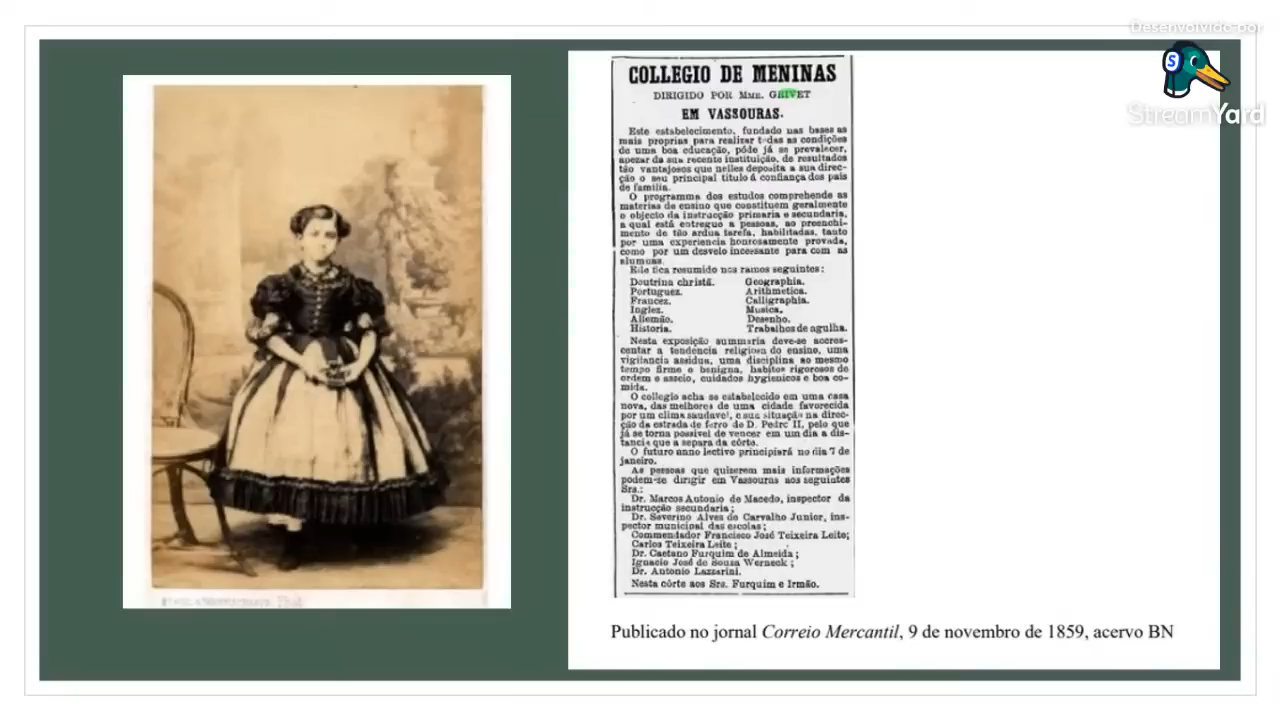 Desenvolvido por
StreamYard
COLLEGIO DE MENINAS
DIRIGIDO POR MME. GRIVET
EM VASSOURAS.
Este estabelecimento, fundado nas bases as
mais proprias para realizar todas as condições
de uma boa educação, póde já se prevalecer,
apezar da sua recente instituição, de resultados
tão vantajosos que nelles deposita a sua direc-
ção o seu principal titulo á confiança dos pais
de familia.
O programma dos estudos comprehende as
materias de ensino que constituem geralmente
o objecto da instrucção primaria e secundaria,
a qual está entregue a pessoas, ao preenchi-
mento de tão ardua tarefa, habilitadas, tanto
por uma experiencia honrosamente provada,
como por um desvelo incessante para com as
alumnas.
Elle fica resumido nos ramos seguintes:
Doutrina christã. Geographia.
Portuguez. Arithmetica.
Francez. Calligraphia.
Inglez. Musica.
Allemão. Desenho.
Historia. Trabalhos de agulha.
Nesta exposição summaria deve-se accres-
centar a tendencia religiosa do ensino, uma
vigilancia assidua, uma disciplina ao mesmo
tempo firme e benigna, habitos rigorosos de
ordem e asseio, cuidados hygienicos e boa co-
mida.
O collegio acha se estabelecido em uma casa
nova, das melhores de uma cidade favorecida
por um clima saudavel, e sua situação na direc-
ção da estrada de ferro de D. Pedro II, pelo que
já se torna possivel de vencer em um dia a dis-
tancia que a separa da côrte.
O futuro anno lectivo principiará no dia 7 de
janeiro.
As pessoas que quizerem mais informações
podem-se dirigir em Vassouras aos seguintes
Srs.:
Dr. Marcos Antonio de Macedo, inspector da
instrucção secundaria;
Dr. Severino Alves de Carvalho Junior, ins-
pector municipal das escolas;
Commendador Francisco José Teixeira Leite;
Carlos Teixeira Leite;
Dr. Caetano Furquim de Almeida;
Ignacio José de Souza Werneck;
Dr. Antonio Lazzarini.
Nesta côrte aos Srs. Furquim e Irmão.
Publicado no jornal Correio Mercantil, 9 de novembro de 1859, acervo BN